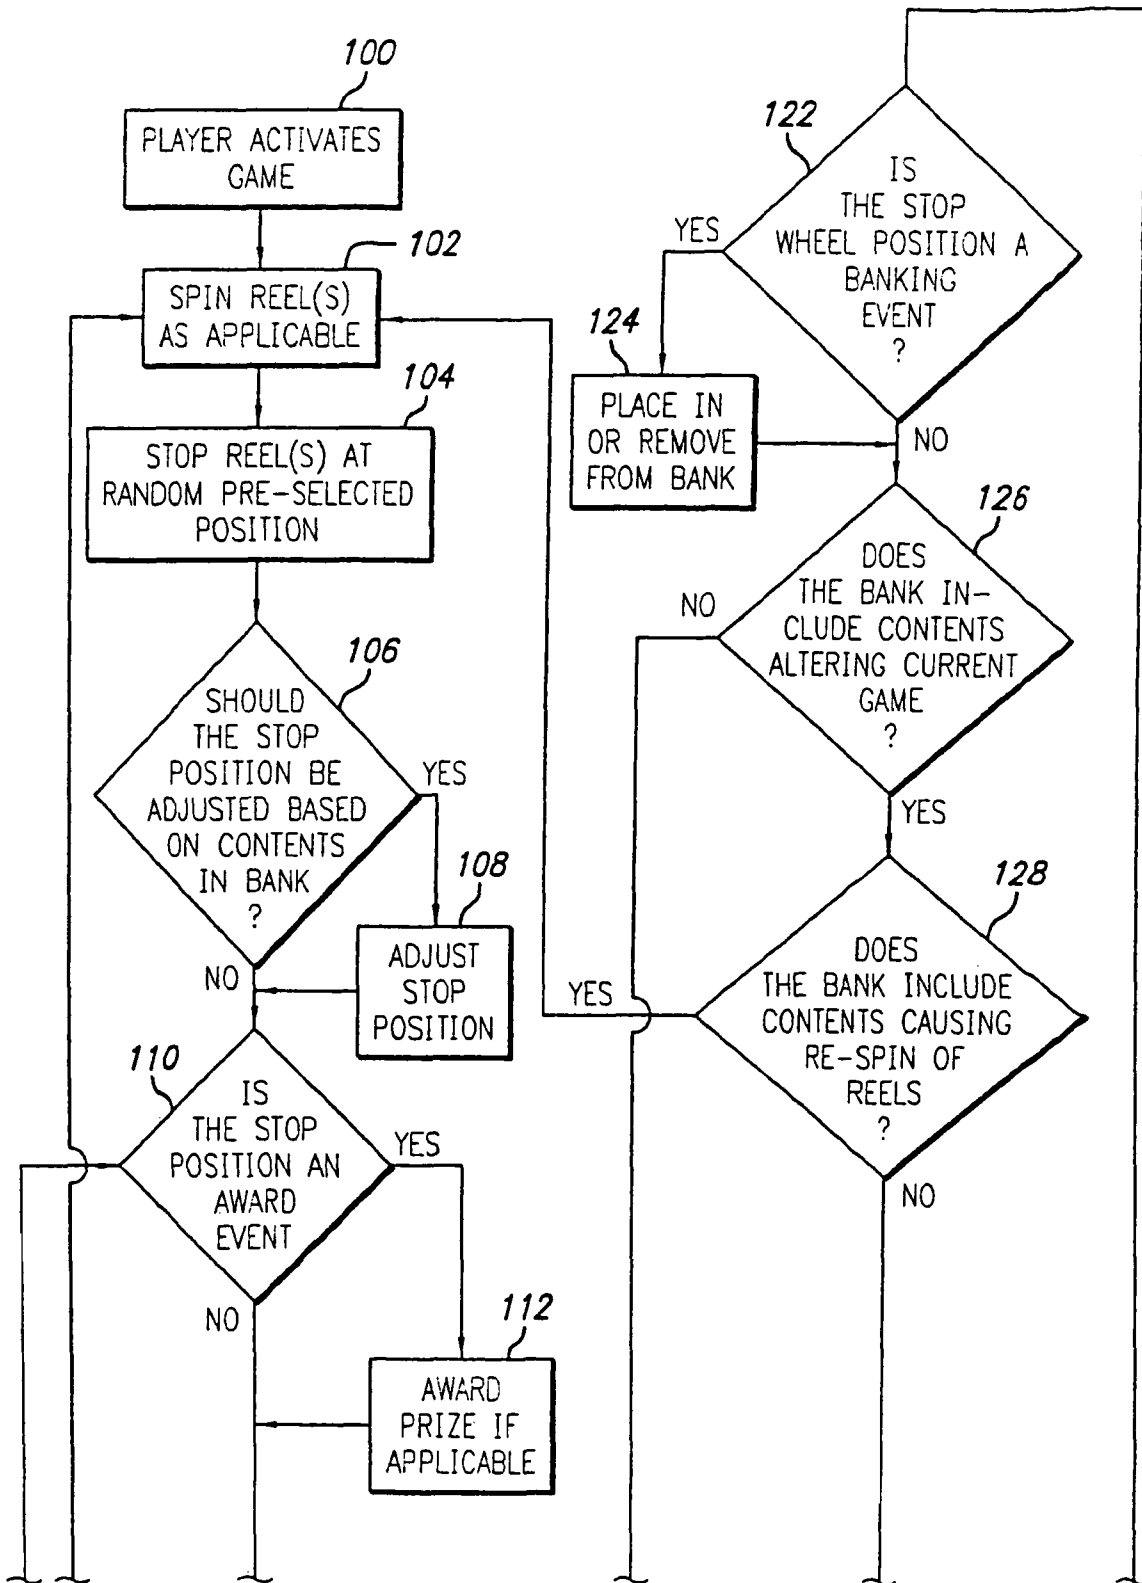 100
PLAYER ACTIVATES
GAME
102
SPIN REEL(S)
AS APPLICABLE
104
STOP REEL(S) AT
RANDOM PRE-SELECTED
POSITION
106
SHOULD
THE STOP
POSITION BE
ADJUSTED BASED
ON CONTENTS
IN BANK
?
YES
NO
108
ADJUST
STOP
POSITION
110
IS
THE STOP
POSITION AN
AWARD
EVENT
YES
NO
112
AWARD
PRIZE IF
APPLICABLE
122
IS
THE STOP
WHEEL POSITION A
BANKING
EVENT
?
YES
NO
124
PLACE IN
OR REMOVE
FROM BANK
126
DOES
THE BANK IN-
CLUDE CONTENTS
ALTERING CURRENT
GAME
?
NO
YES
128
DOES
THE BANK INCLUDE
CONTENTS CAUSING
RE-SPIN OF
REELS
?
YES
NO